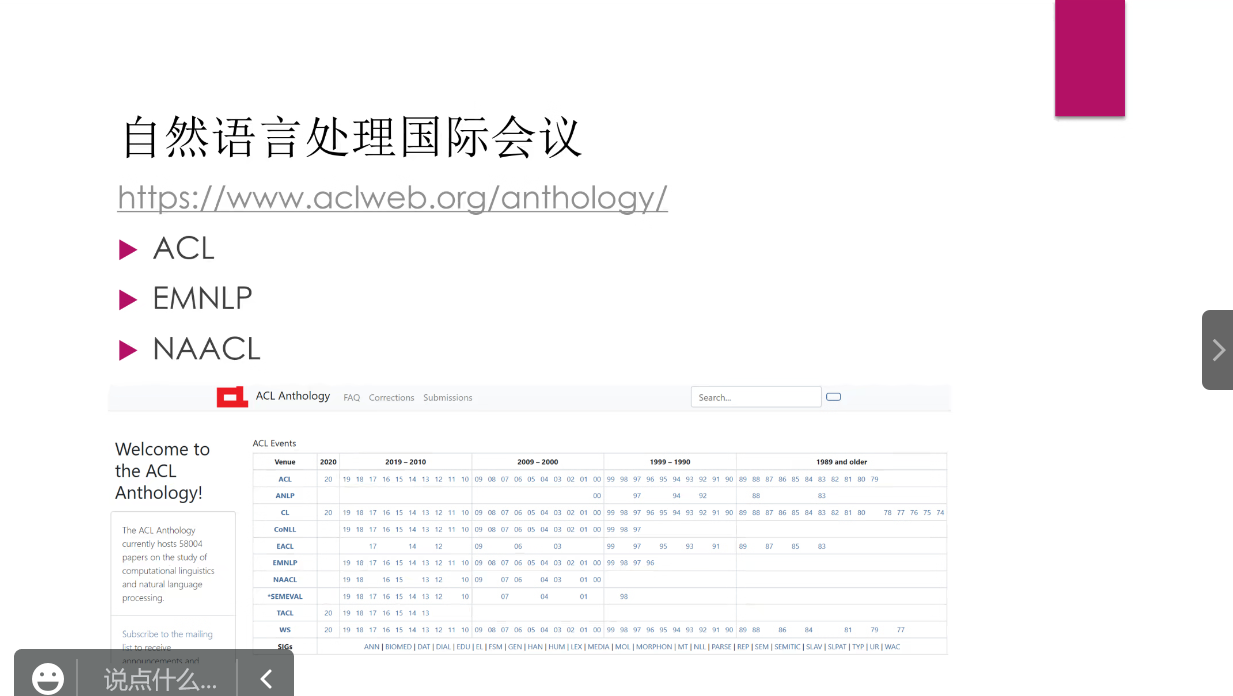 自然语言处理国际会议
https://www.aclweb.org/anthology/
ACL
EMNLP
NAACL
ACL Anthology FAQ Corrections Submissions Search...
Welcome to
the ACL
Anthology!
The ACL Anthology
currently hosts 58004
papers on the study of
computational linguistics
and natural language
processing.
Subscribe to the mailing
list to receive
announcements and
ACL Events
Venue 2020 2019 – 2010 2009 – 2000 1999 – 1990 1989 and older
ACL 20 19 18 17 16 15 14 13 12 11 10 09 08 07 06 05 04 03 02 01 00 99 98 97 96 95 94 93 92 91 90 89 88 87 86 85 84 83 82 81 80 79
ANLP 00 97 94 92 88 83
CL 20 19 18 17 16 15 14 13 12 11 10 09 08 07 06 05 04 03 02 01 00 99 98 97 96 95 94 93 92 91 90 89 88 87 86 85 84 83 82 81 80 78 77 76 75 74
CoNLL 19 18 17 16 15 14 13 12 11 10 09 08 07 06 05 04 03 02 01 00 99 98 97
EACL 17 14 12 09 06 03 99 97 95 93 91 89 87 85 83
EMNLP 19 18 17 16 15 14 13 12 11 10 09 08 07 06 05 04 03 02 01 00 99 98 97 96
NAACL 19 18 16 15 13 12 10 09 07 06 04 03 01 00
*SEMEVAL 19 18 17 16 15 14 13 12 10 07 04 01 98
TACL 20 19 18 17 16 15 14 13
WS 20 19 18 17 16 15 14 13 12 11 10 09 08 07 06 05 04 03 02 01 00 99 98 97 96 95 94 93 92 91 90 89 88 86 84 81 79 77
SIGs ANN | BIOMED | DAT | DIAL | EDU | EL | FSM | GEN | HAN | HUM | LEX | MEDIA | MOL | MORPHON | MT | NLL | PARSE | REP | SEM | SEMITIC | SLAV | SLPAT | TYP | UR | WAC
说点什么...